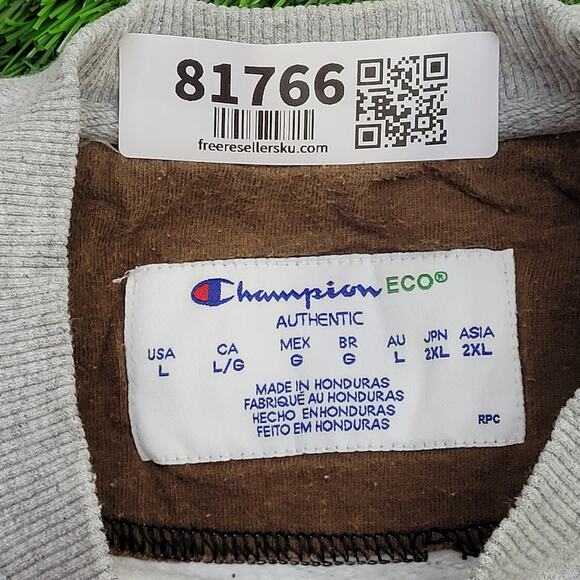 81766
freeresellersku.com
Champion ECO®
AUTHENTIC
USA CA MEX BR AU JPN ASIA
L L/G G G L 2XL 2XL
MADE IN HONDURAS
FABRIQUÉ AU HONDURAS
HECHO EN HONDURAS
FEITO EM HONDURAS
RPC